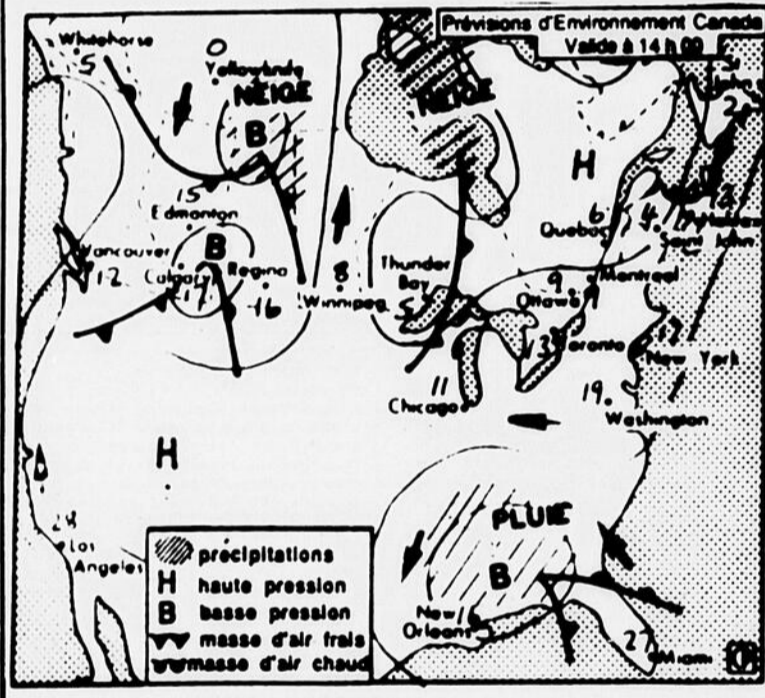 Prévisions d'Environnement Canada
Valide à 14 h 00
Whitehorse
5
0
Yellowknife
NEIGE
B
NEIGE
H
2
15
Edmonton
6
Quebec
4
Halifax
Saint John
Vancouver
12
B
Calgary
17
Regina
16
8
Winnipeg
Thunder
Bay
5
9
Ottawa
Montreal
13
Toronto
New York
11
Chicago
19
Washington
H
28
Los
Angeles
PLUIE
B
New
Orleans
27
Miami
précipitations
H haute pression
B basse pression
masse d'air frais
masse d'air chaud